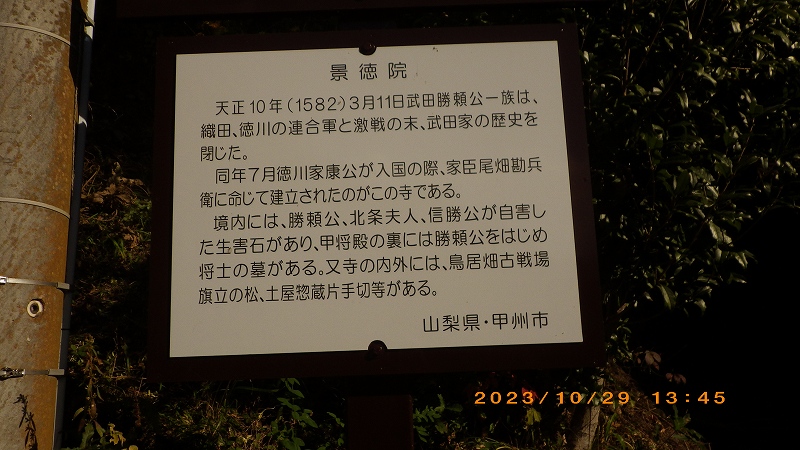 景徳院
天正10年(1582)3月11日武田勝頼公一族は、
織田、徳川の連合軍と激戦の末、武田家の歴史を
閉じた。
同年7月徳川家康公が入国の際、家臣尾畑勘兵
衛に命じて建立されたのがこの寺である。
境内には、勝頼公、北条夫人、信勝公が自害し
た生害石があり、甲将殿の裏には勝頼公をはじめ
将士の墓がある。又寺の内外には、鳥居畑古戦場
旗立の松、土屋惣蔵片手切等がある。
山梨県・甲州市
2023/10/29 13:45